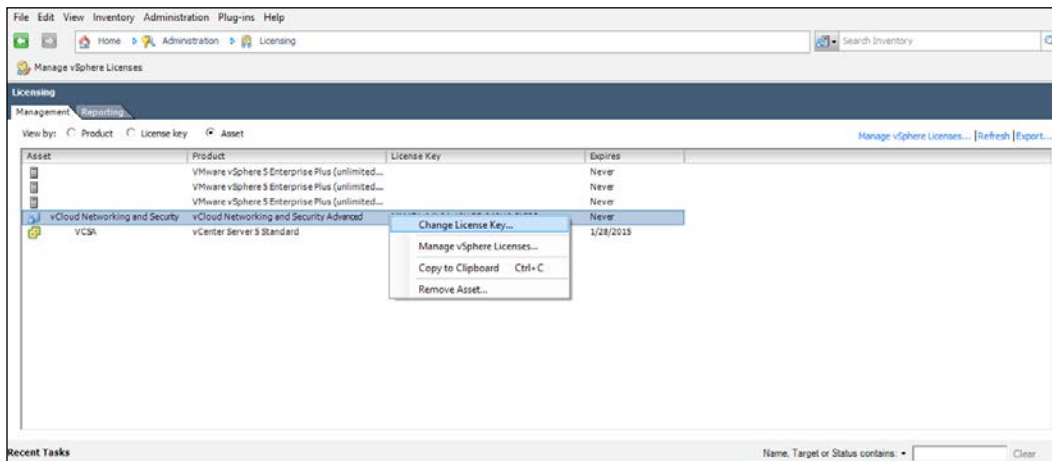 File Edit View Inventory Administration Plug-ins Help
Home Administration Licensing Search Inventory
Manage vSphere Licenses
Licensing
Management Reporting
View by: Product License key Asset Manage vSphere Licenses... Refresh Export...
Asset Product License Key Expires
VMware vSphere 5 Enterprise Plus (unlimited... Never
VMware vSphere 5 Enterprise Plus (unlimited... Never
VMware vSphere 5 Enterprise Plus (unlimited... Never
vCloud Networking and Security vCloud Networking and Security Advanced Never
VCSA vCenter Server 5 Standard 1/28/2015
Change License Key...
Manage vSphere Licenses...
Copy to Clipboard Ctrl+C
Remove Asset...
Recent Tasks Name, Target or Status contains: Clear